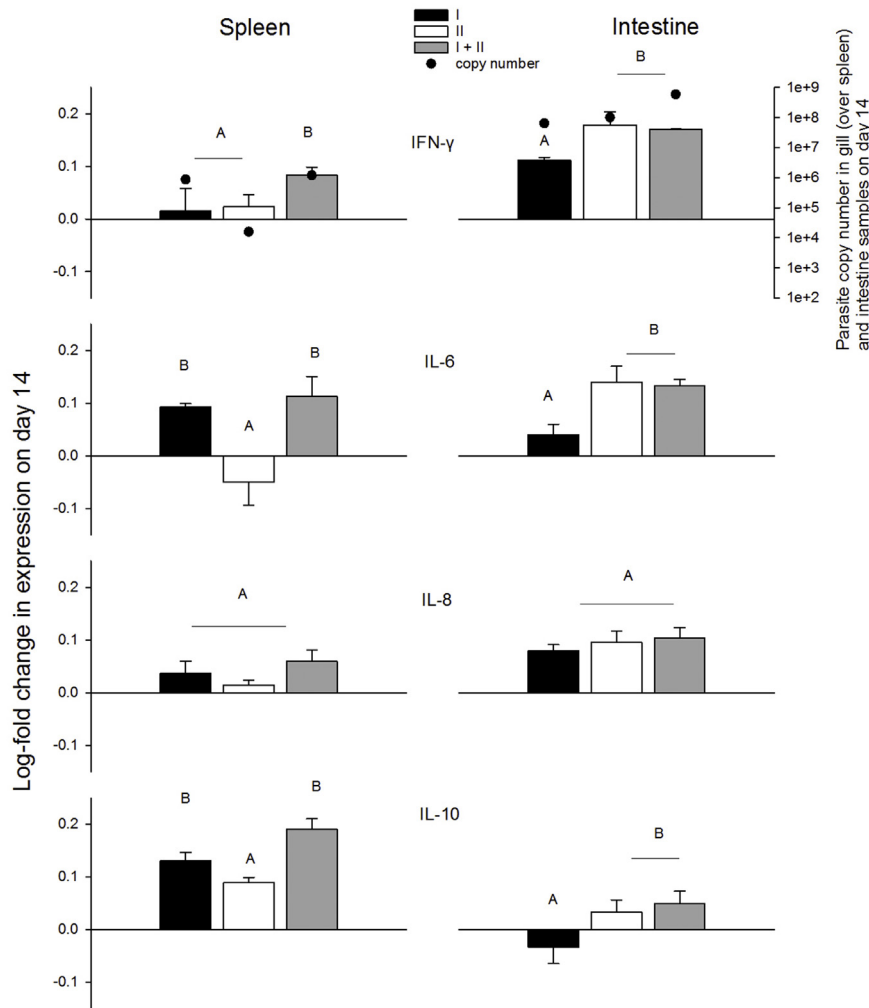 Spleen
I
II
I + II
copy number
Intestine
0.2
0.1
0.0
-0.1
A
B
IFN-γ
A
B
1e+9
1e+8
1e+7
1e+6
1e+5
1e+4
1e+3
1e+2
Parasite copy number in gill (over spleen)
and intestine samples on day 14
Log-fold change in expression on day 14
0.2
0.1
0.0
-0.1
B
A
B
IL-6
A
B
0.2
0.1
0.0
-0.1
A
IL-8
A
0.2
0.1
0.0
-0.1
B
A
B
IL-10
A
B